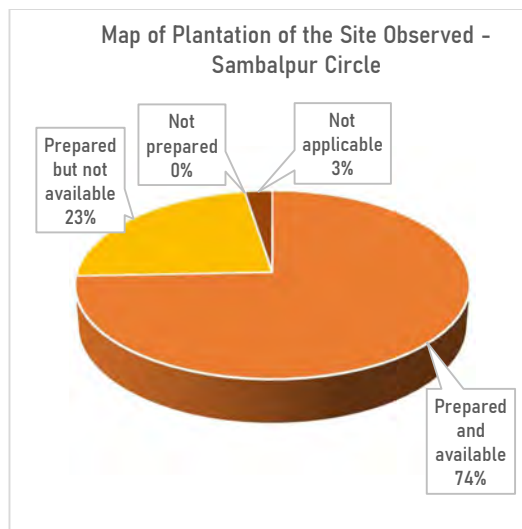 Map of Plantation of the Site Observed -
Sambalpur Circle
Not
prepared
0%
Not
applicable
3%
Prepared
but not
available
23%
Prepared
and
available
74%